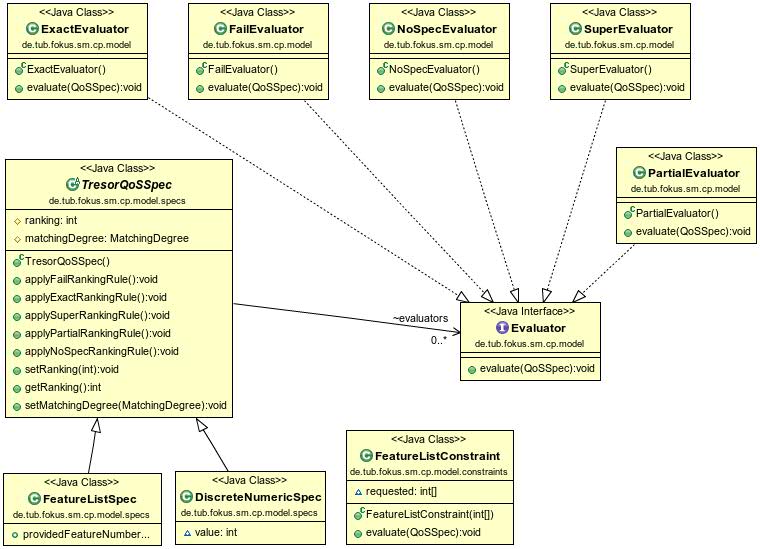 <<Java Class>>
ExactEvaluator
de.tub.fokus.sm.cp.model
ExactEvaluator()
evaluate(QoSSpec):void
<<Java Class>>
FailEvaluator
de.tub.fokus.sm.cp.model
FailEvaluator()
evaluate(QoSSpec):void
<<Java Class>>
NoSpecEvaluator
de.tub.fokus.sm.cp.model
NoSpecEvaluator()
evaluate(QoSSpec):void
<<Java Class>>
SuperEvaluator
de.tub.fokus.sm.cp.model
SuperEvaluator()
evaluate(QoSSpec):void
<<Java Class>>
PartialEvaluator
de.tub.fokus.sm.cp.model
PartialEvaluator()
evaluate(QoSSpec):void
<<Java Class>>
TresorQoSSpec
de.tub.fokus.sm.cp.model.specs
ranking: int
matchingDegree: MatchingDegree
TresorQoSSpec()
applyFailRankingRule():void
applyExactRankingRule():void
applySuperRankingRule():void
applyPartialRankingRule():void
applyNoSpecRankingRule():void
setRanking(int):void
getRanking():int
setMatchingDegree(MatchingDegree):void
~evaluators
0..*
<<Java Interface>>
Evaluator
de.tub.fokus.sm.cp.model
evaluate(QoSSpec):void
<<Java Class>>
FeatureListSpec
de.tub.fokus.sm.cp.model.specs
providedFeatureNumber...
<<Java Class>>
DiscreteNumericSpec
de.tub.fokus.sm.cp.model.specs
value: int
<<Java Class>>
FeatureListConstraint
de.tub.fokus.sm.cp.model.constraints
requested: int[]
FeatureListConstraint(int[])
evaluate(QoSSpec):void